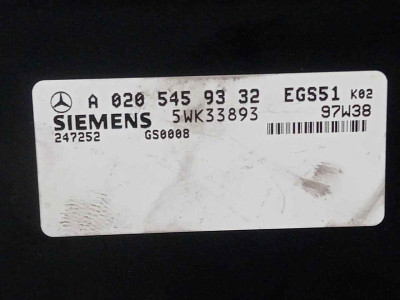 A 020 545 93 32 EGS51 K02
SIEMENS 5WK33893 97W38
247252 GS0008